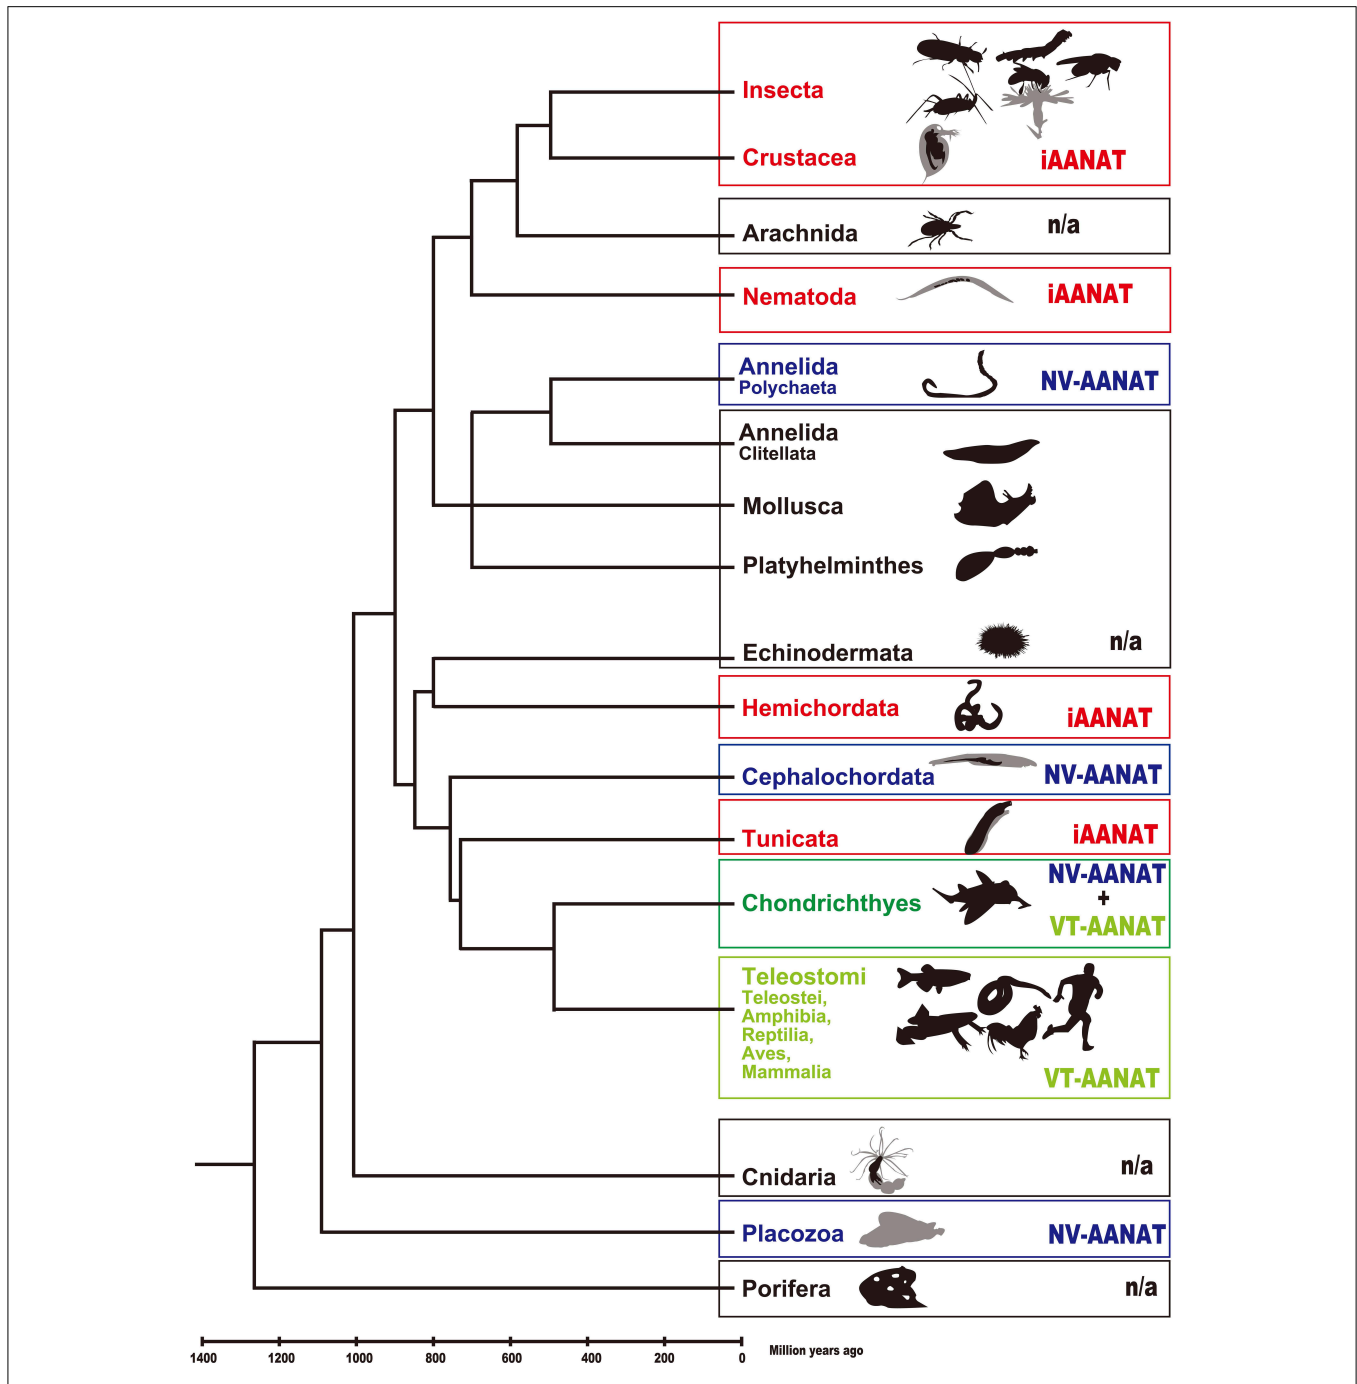 Insecta
Crustacea
iAANAT
Arachnida
n/a
Nematoda
iAANAT
Annelida
Polychaeta
NV-AANAT
Annelida
Clitellata
Mollusca
Platyhelminthes
Echinodermata
n/a
Hemichordata
iAANAT
Cephalochordata
NV-AANAT
Tunicata
iAANAT
Chondrichthyes
NV-AANAT
+
VT-AANAT
Teleostomi
Teleostei,
Amphibia,
Reptilia,
Aves,
Mammalia
VT-AANAT
Cnidaria
n/a
Placozoa
NV-AANAT
Porifera
n/a
1400 1200 1000 800 600 400 200 0 Million years ago